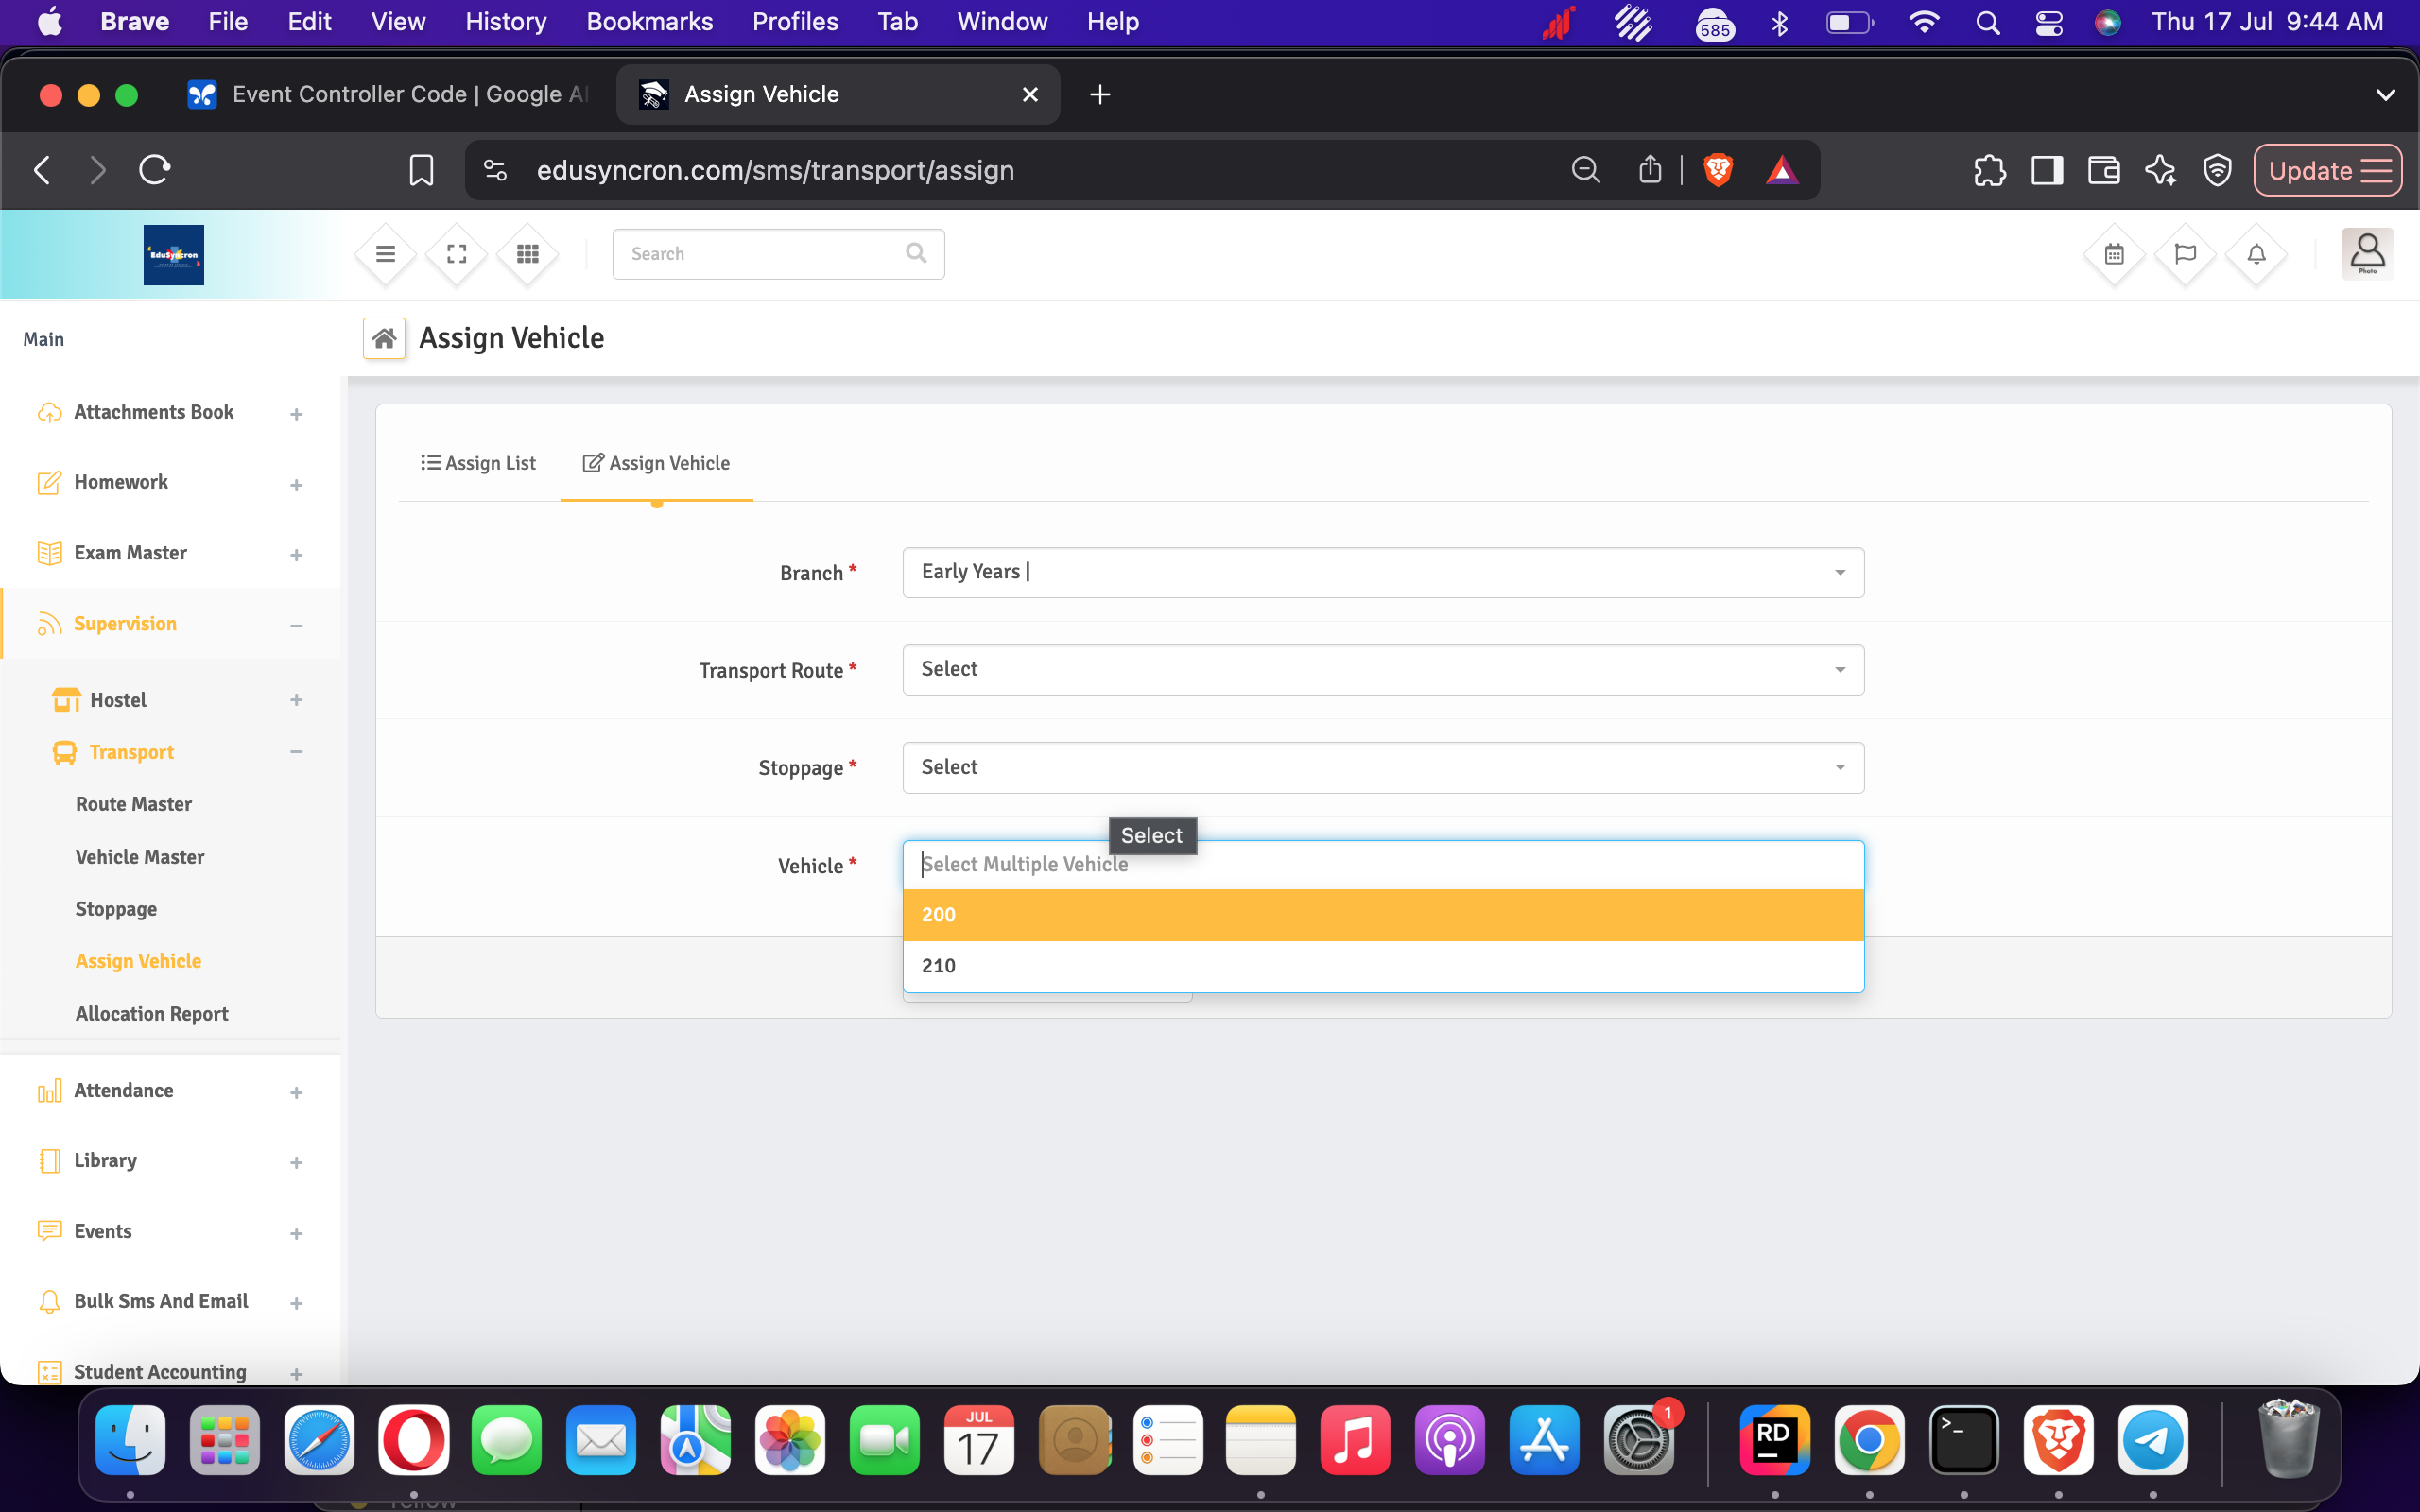 Brave File Edit View History Bookmarks Profiles Tab Window Help 585 Thu 17 Jul 9:44 AM
Event Controller Code | Google AI
Assign Vehicle
edusyncron.com/sms/transport/assign
Update
EduSyncron
Search
Photo
Main
Assign Vehicle
Attachments Book
Homework
Exam Master
Supervision
Hostel
Transport
Route Master
Vehicle Master
Stoppage
Assign Vehicle
Allocation Report
Attendance
Library
Events
Bulk Sms And Email
Student Accounting
Assign List
Assign Vehicle
Branch *
Early Years |
Transport Route *
Select
Stoppage *
Select
Select
Vehicle *
Select Multiple Vehicle
200
210
JUL
17
1
RD
>_